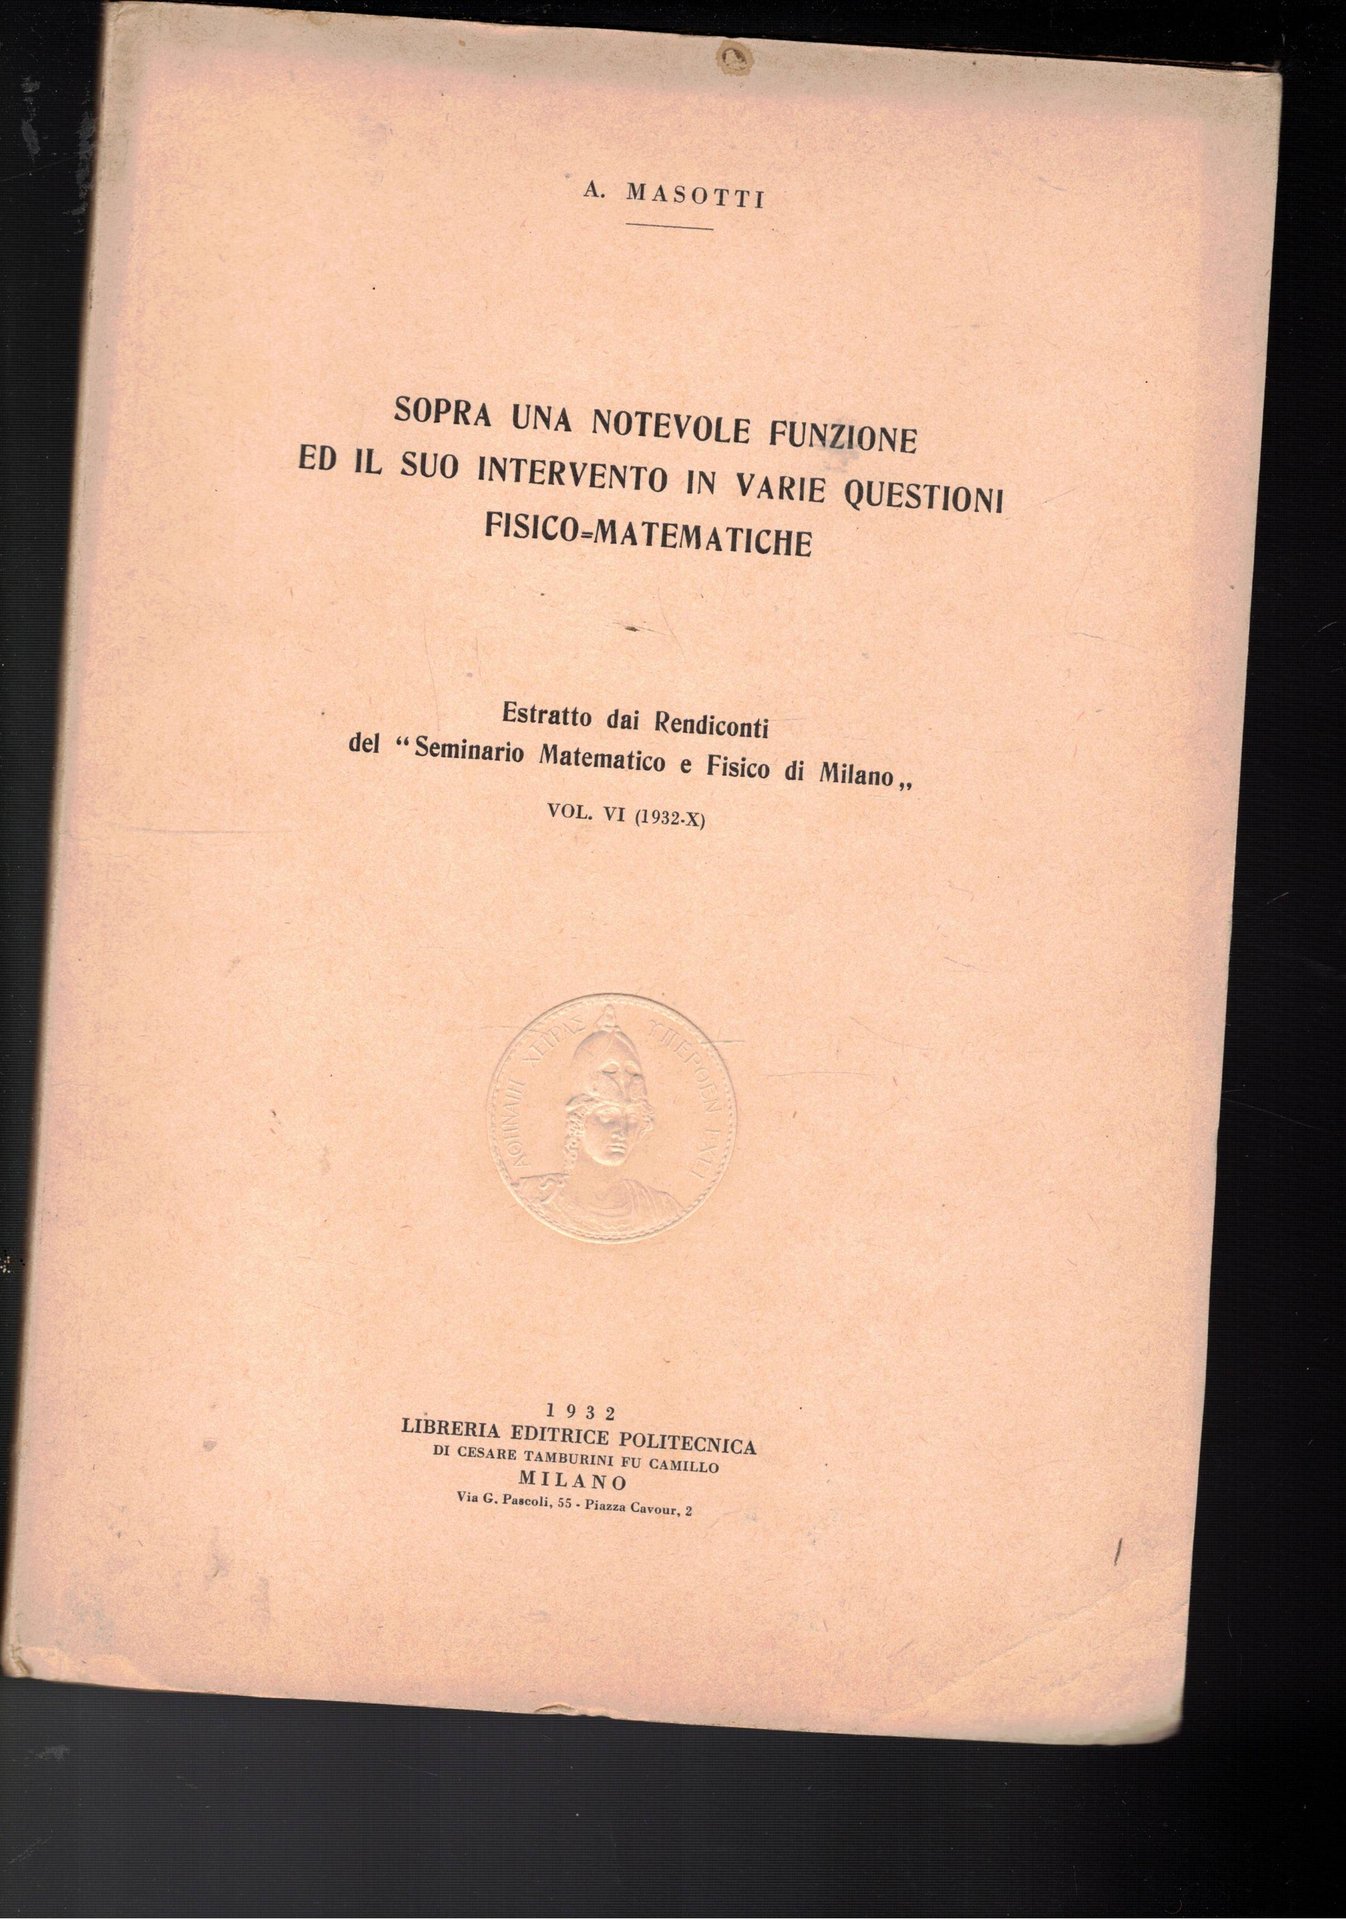 A. MASOTTI
SOPRA UNA NOTEVOLE FUNZIONE
ED IL SUO INTERVENTO IN VARIE QUESTIONI
FISICO=MATEMATICHE
Estratto dai Rendiconti
del “Seminario Matematico e Fisico di Milano„
VOL. VI (1932-X)
ΧΕΙΡΑΣ
1932
LIBRERIA EDITRICE POLITECNICA
DI CESARE TAMBURINI FU CAMILLO
MILANO
Via G. Pascoli, 55 - Piazza Cavour, 2